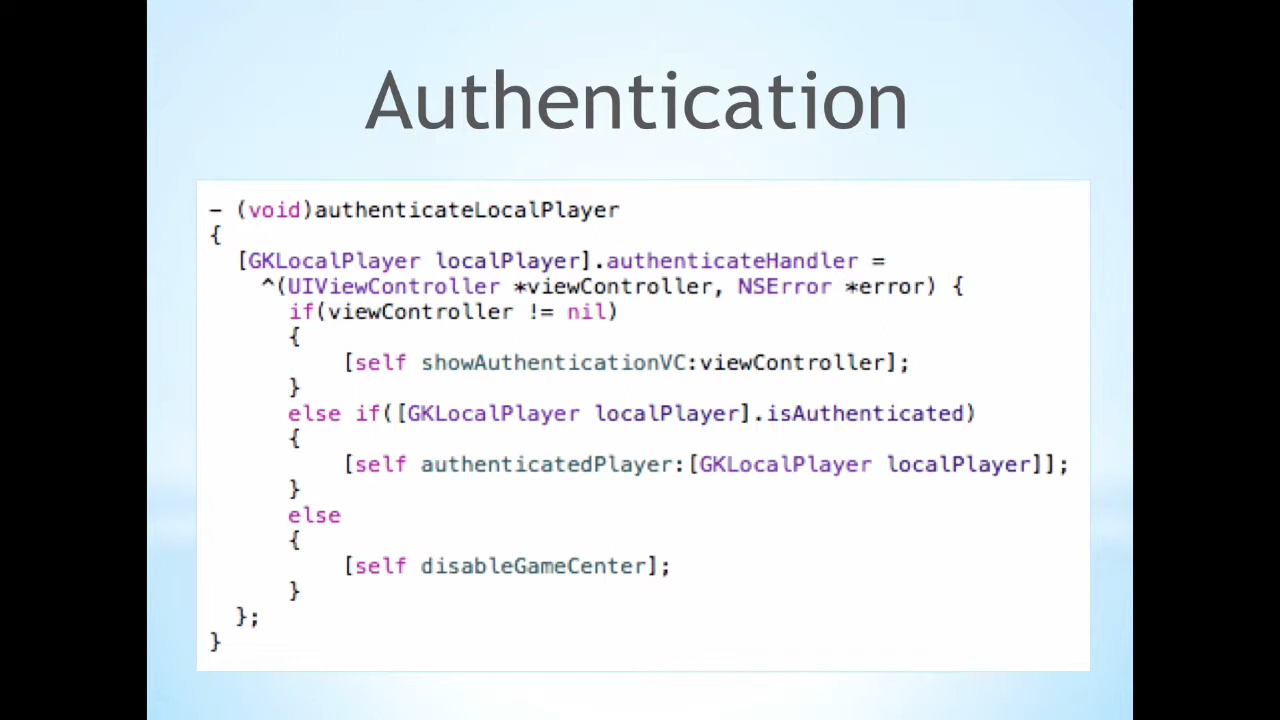 Authentication
- (void)authenticateLocalPlayer
{
[GKLocalPlayer localPlayer].authenticateHandler =
^(UIViewController *viewController, NSError *error) {
if(viewController != nil)
{
[self showAuthenticationVC:viewController];
}
else if([GKLocalPlayer localPlayer].isAuthenticated)
{
[self authenticatedPlayer:[GKLocalPlayer localPlayer]];
}
else
{
[self disableGameCenter];
}
};
}